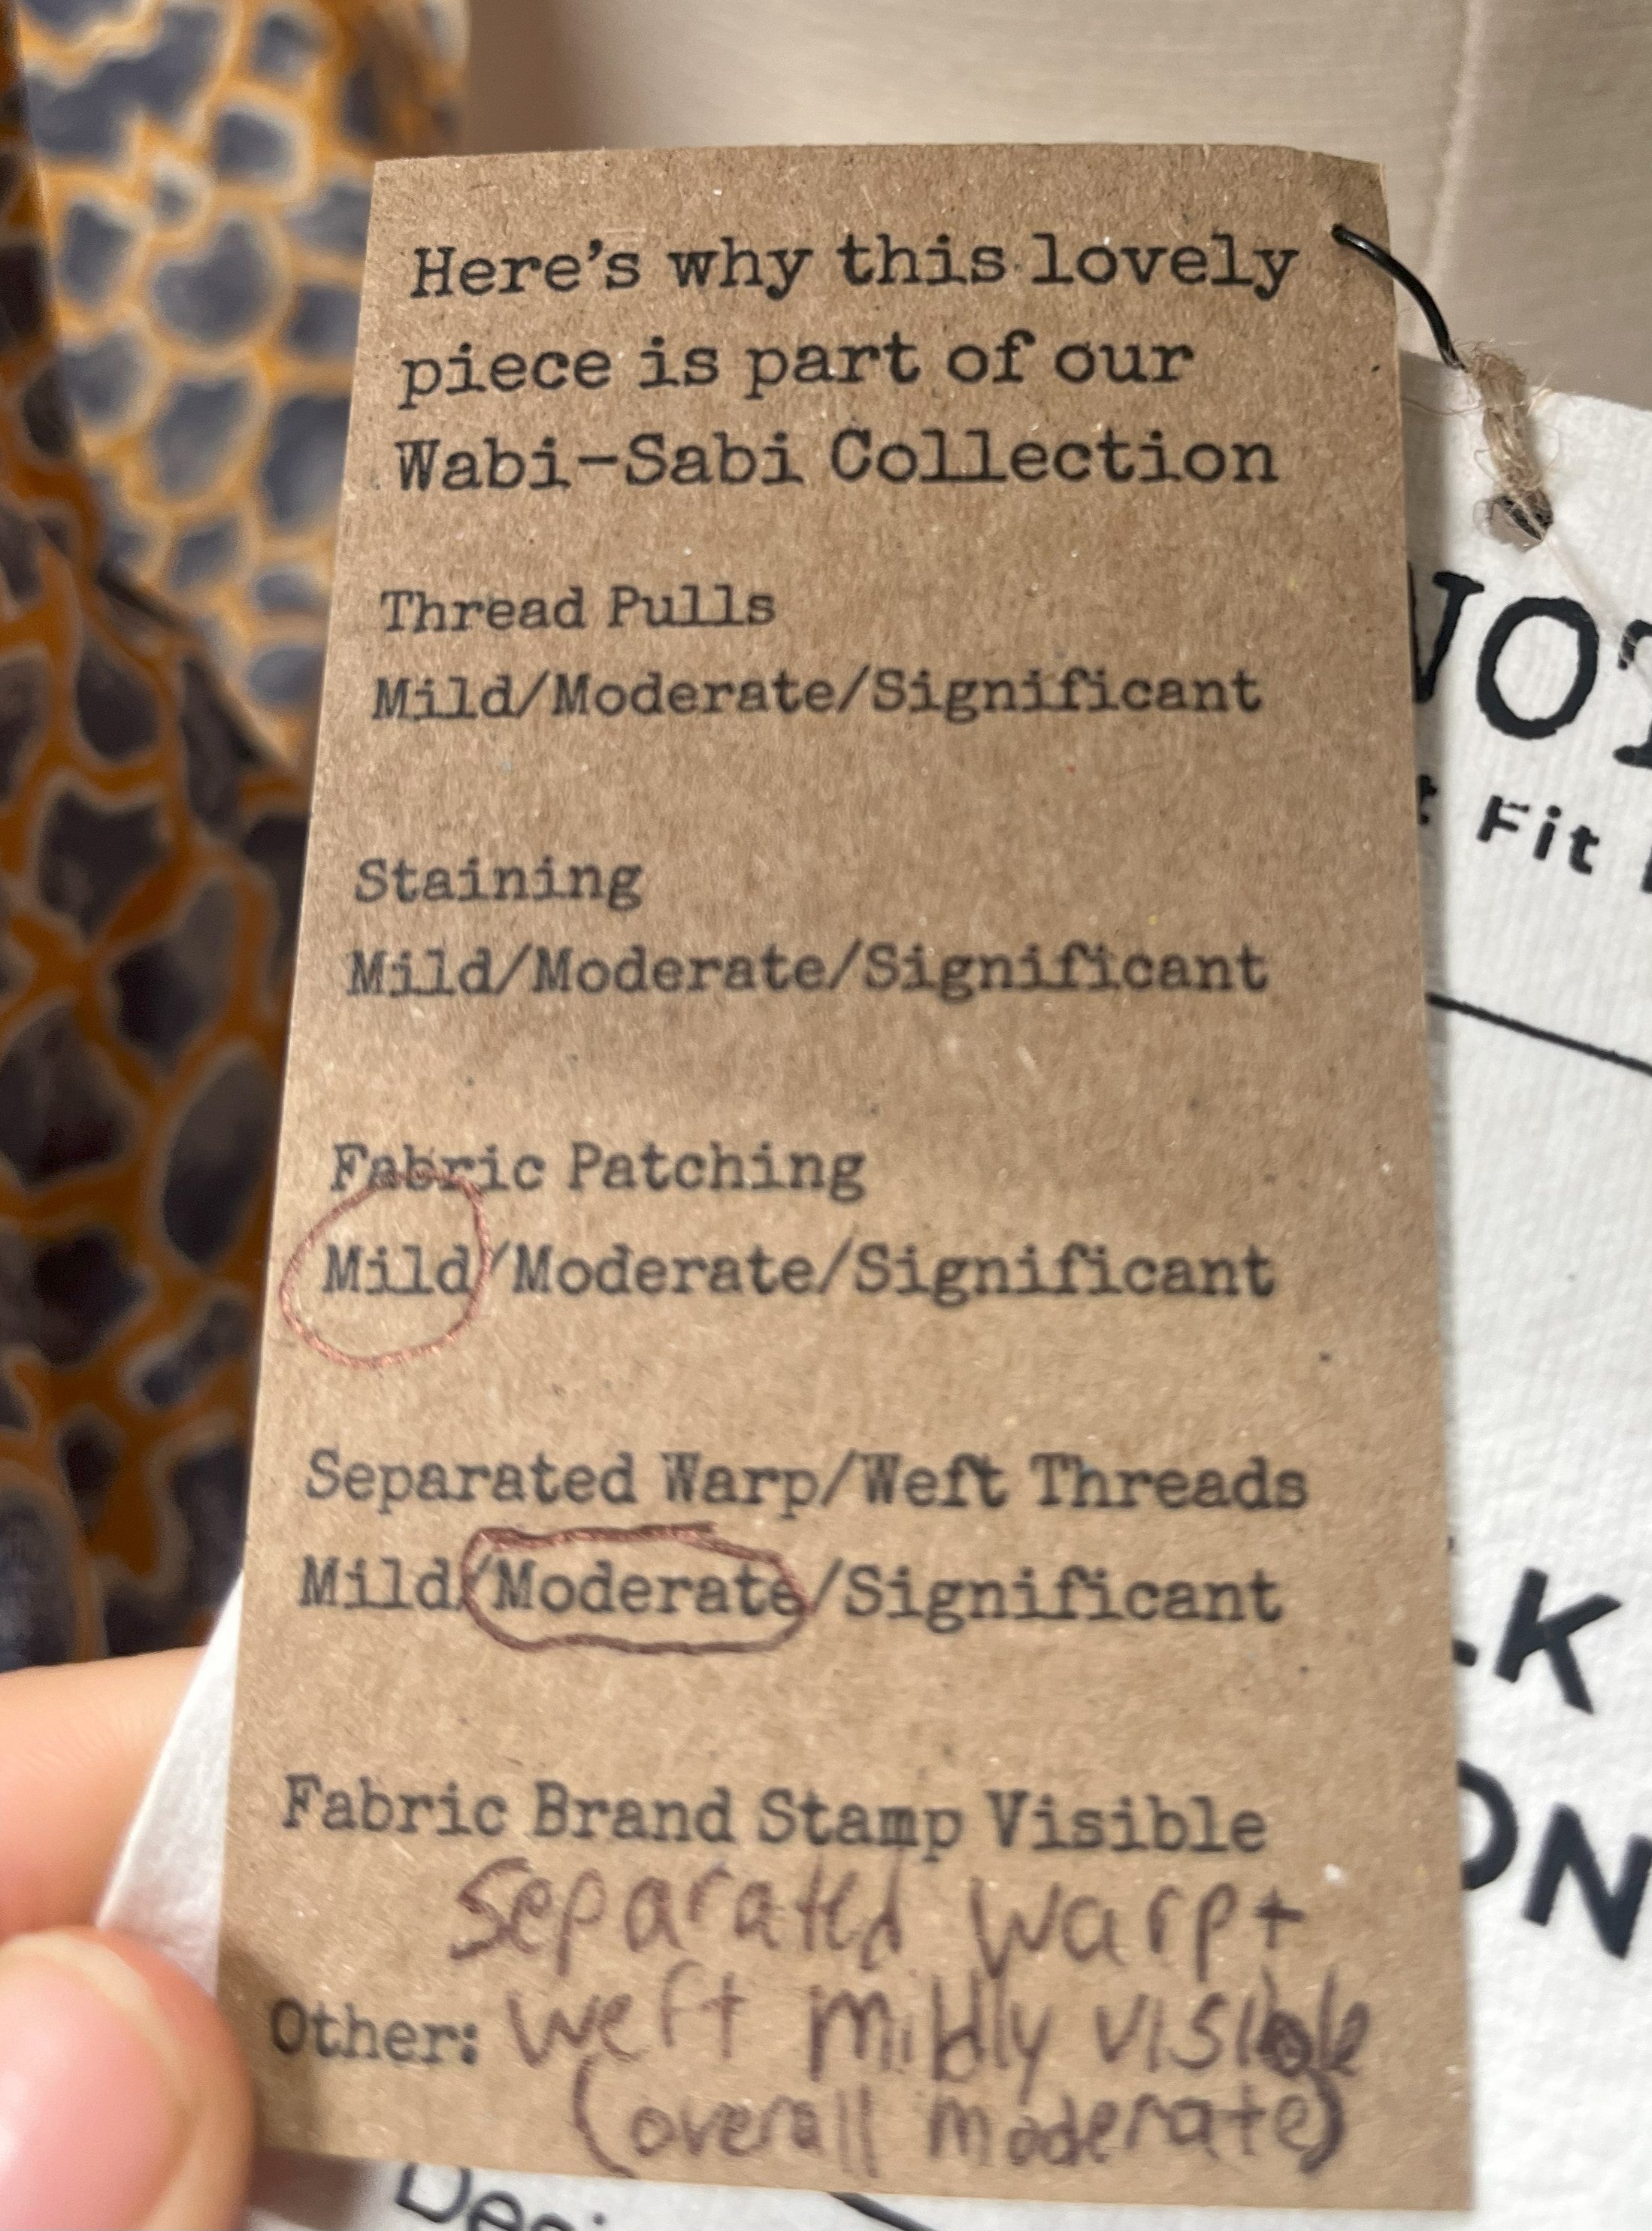 Here's why this lovely
piece is part of our
Wabi-Sabi Collection
Thread Pulls
Mild/Moderate/Significant
Staining
Mild/Moderate/Significant
Fabric Patching
Mild/Moderate/Significant
Separated Warp/Weft Threads
Mild/Moderate/Significant
Fabric Brand Stamp Visible
Separated warp+
Other: weft mildly visible
(overall moderate)
Fit